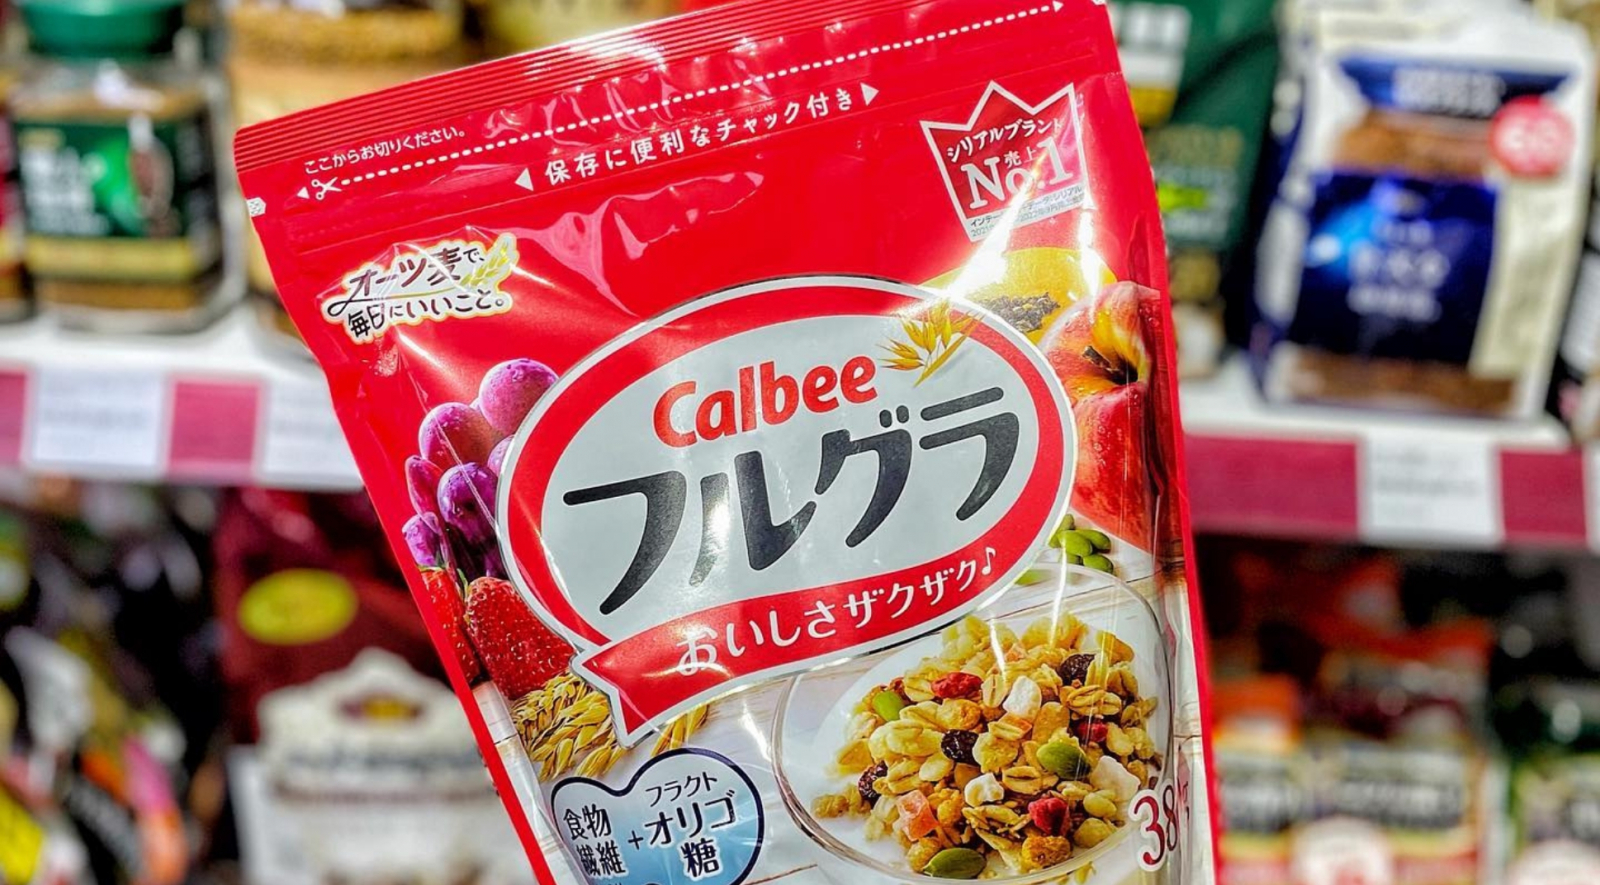 ここからお切りください。
保存に便利なチャック付き
シリアルブランド
売上
No.1
オーツ麦で、
毎日にいいこと。
Calbee
フルグラ
おいしさザクザク♪
食物
繊維
+
フラクト
オリゴ
糖